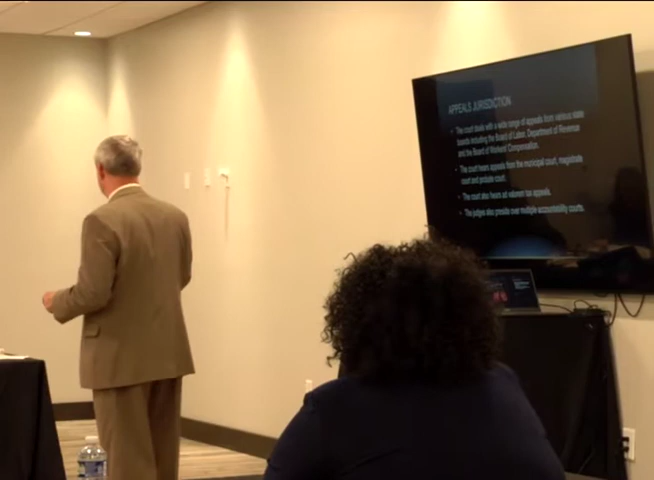 APPEALS JURISDICTION
• The court deals with a wide range of appeals from various state
boards including the Board of Labor, Department of Revenue
and the Board of Workers' Compensation.
• The court hears appeals from the municipal court, magistrate
court and probate court.
• The court also hears ad valorem tax appeals.
• The judges also preside over multiple accountability courts.